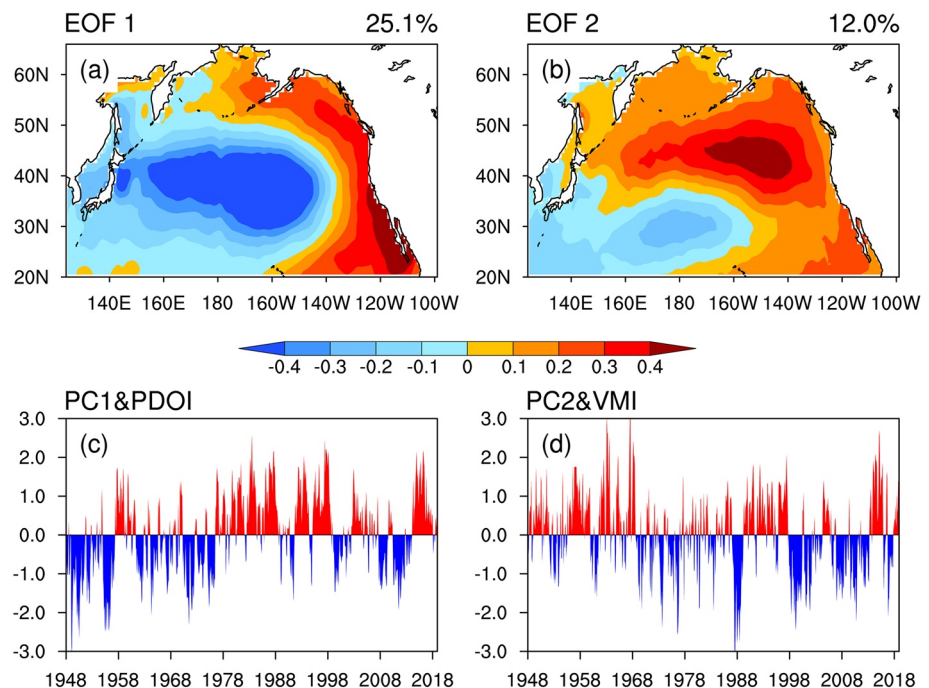 EOF 1 25.1%
(a)
60N
50N
40N
30N
20N
140E 160E 180 160W 140W 120W 100W
EOF 2 12.0%
(b)
60N
50N
40N
30N
20N
140E 160E 180 160W 140W 120W 100W
-0.4 -0.3 -0.2 -0.1 0 0.1 0.2 0.3 0.4
PC1&PDOI
(c)
3.0
2.0
1.0
0.0
-1.0
-2.0
-3.0
1948 1958 1968 1978 1988 1998 2008 2018
PC2&VMI
(d)
3.0
2.0
1.0
0.0
-1.0
-2.0
-3.0
1948 1958 1968 1978 1988 1998 2008 2018